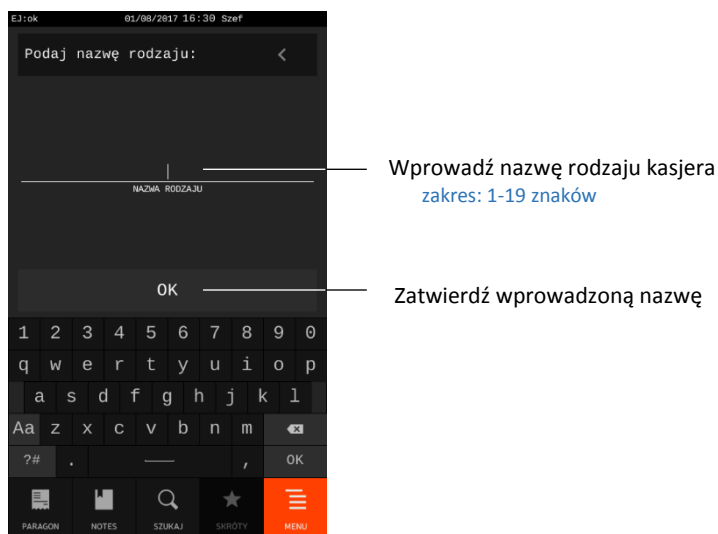 EJ:ok 01/08/2017 16:30 Szef
Podaj nazwę rodzaju: <
NAZWA RODZAJU
Wprowadź nazwę rodzaju kasjera
zakres: 1-19 znaków
OK
Zatwierdź wprowadzoną nazwę
1 2 3 4 5 6 7 8 9 0
q w e r t y u i o p
a s d f g h j k l
Aa z x c v b n m
?# . , OK
PARAGON NOTES SZUKAJ SKRÓTY MENU